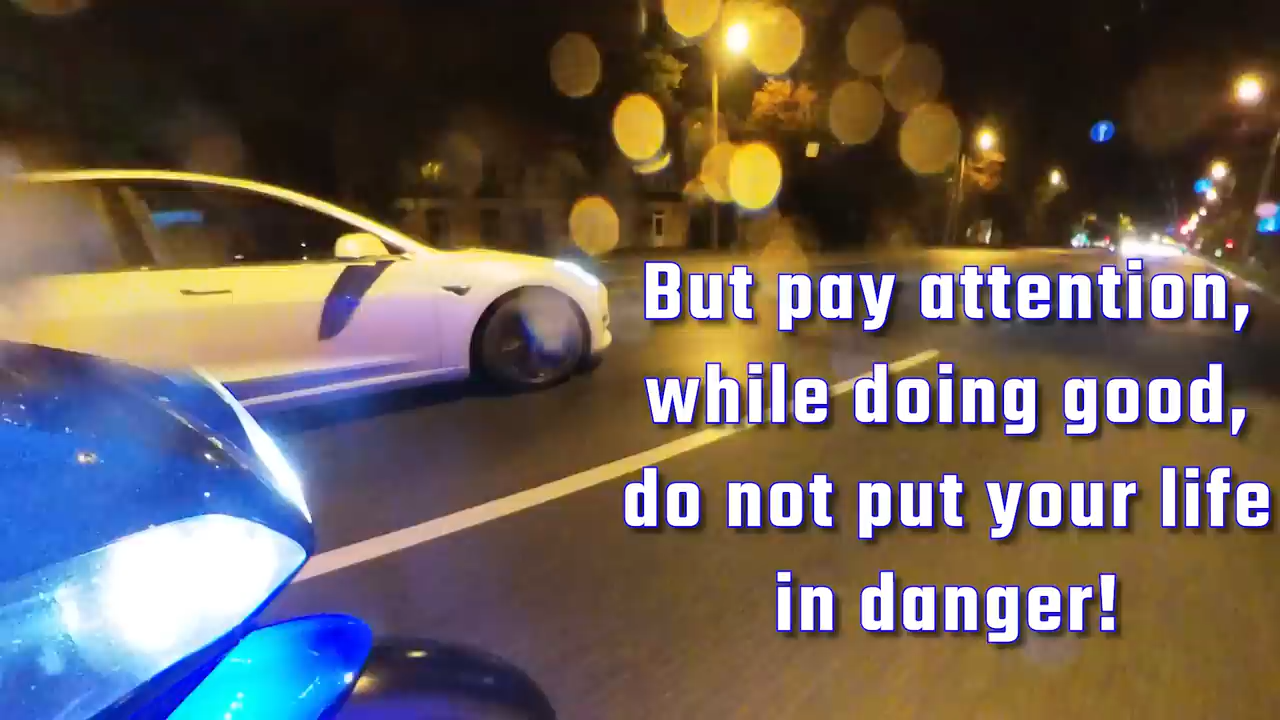 But pay attention,
while doing good,
do not put your life
in danger!